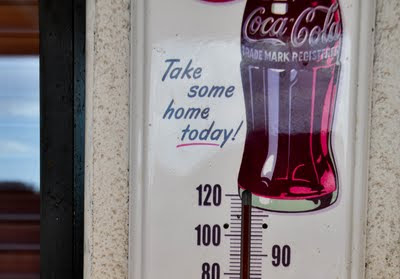 Coca-Cola
TRADE MARK REGISTERED
Take
some
home
today!
120
100
90
80